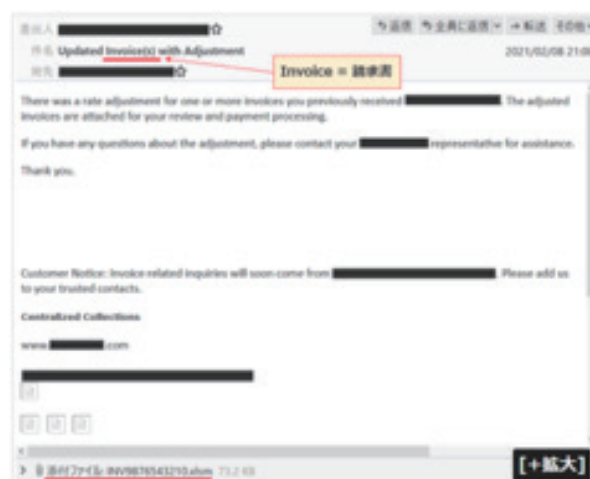 差出人
返信 全員に返信 転送 その他
件名 Updated Invoice(s) with Adjustment
2021/02/08 21:08
宛先
Invoice = 請求書
There was a rate adjustment for one or more invoices you previously received . The adjusted
invoices are attached for your review and payment processing.
If you have any questions about the adjustment, please contact your representative for assistance.
Thank you.
Customer Notice: Invoice related inquiries will soon come from . Please add us
to your trusted contacts.
Centralized Collections
www. .com
添付ファイル: INV9876543210.xlsm 73.2 KB
[+拡大]